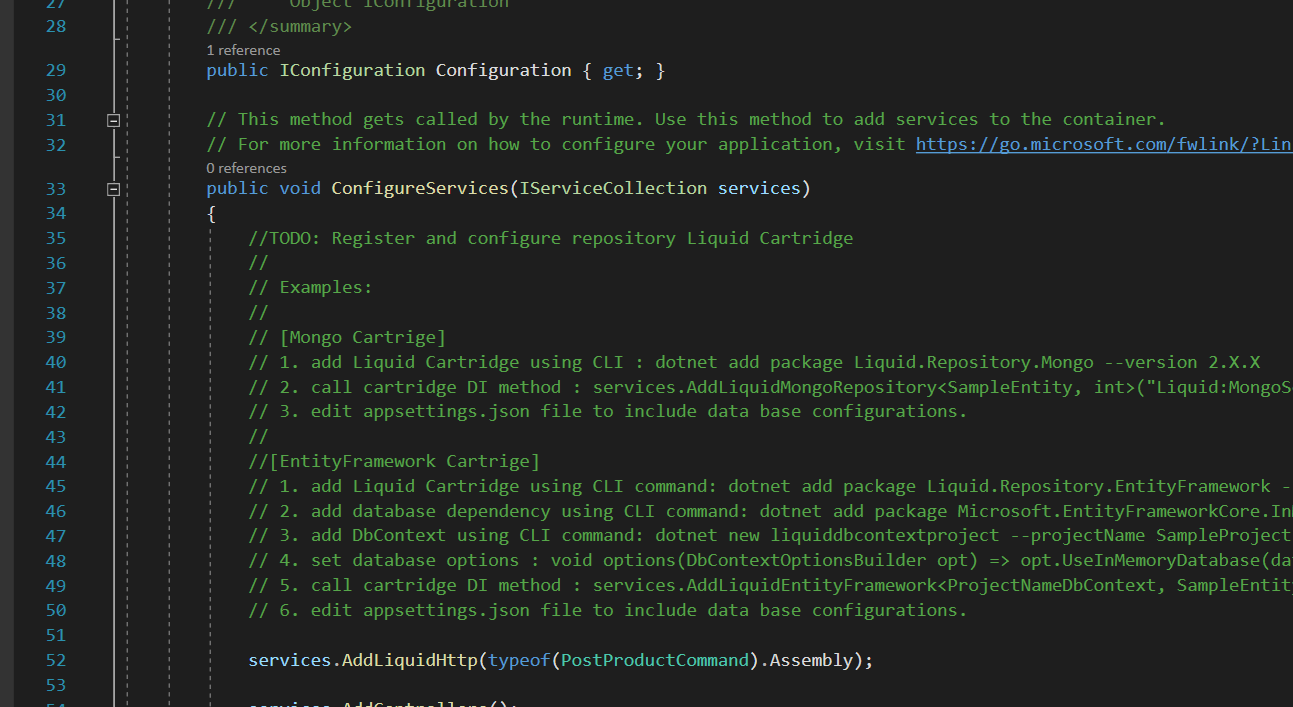 27 /// Object IConfiguration
28 /// </summary>
1 reference
29 public IConfiguration Configuration { get; }
30
31 // This method gets called by the runtime. Use this method to add services to the container.
32 // For more information on how to configure your application, visit https://go.microsoft.com/fwlink/?Lin
0 references
33 public void ConfigureServices(IServiceCollection services)
34 {
35 //TODO: Register and configure repository Liquid Cartridge
36 //
37 // Examples:
38 //
39 // [Mongo Cartrige]
40 // 1. add Liquid Cartridge using CLI : dotnet add package Liquid.Repository.Mongo --version 2.X.X
41 // 2. call cartridge DI method : services.AddLiquidMongoRepository<SampleEntity, int>("Liquid:MongoS
42 // 3. edit appsettings.json file to include data base configurations.
43 //
44 //[EntityFramework Cartrige]
45 // 1. add Liquid Cartridge using CLI command: dotnet add package Liquid.Repository.EntityFramework -
46 // 2. add database dependency using CLI command: dotnet add package Microsoft.EntityFrameworkCore.In
47 // 3. add DbContext using CLI command: dotnet new liquiddbcontextproject --projectName SampleProject
48 // 4. set database options : void options(DbContextOptionsBuilder opt) => opt.UseInMemoryDatabase(da
49 // 5. call cartridge DI method : services.AddLiquidEntityFramework<ProjectNameDbContext, SampleEntity
50 // 6. edit appsettings.json file to include data base configurations.
51
52 services.AddLiquidHttp(typeof(PostProductCommand).Assembly);
53
54 services.AddControllers();